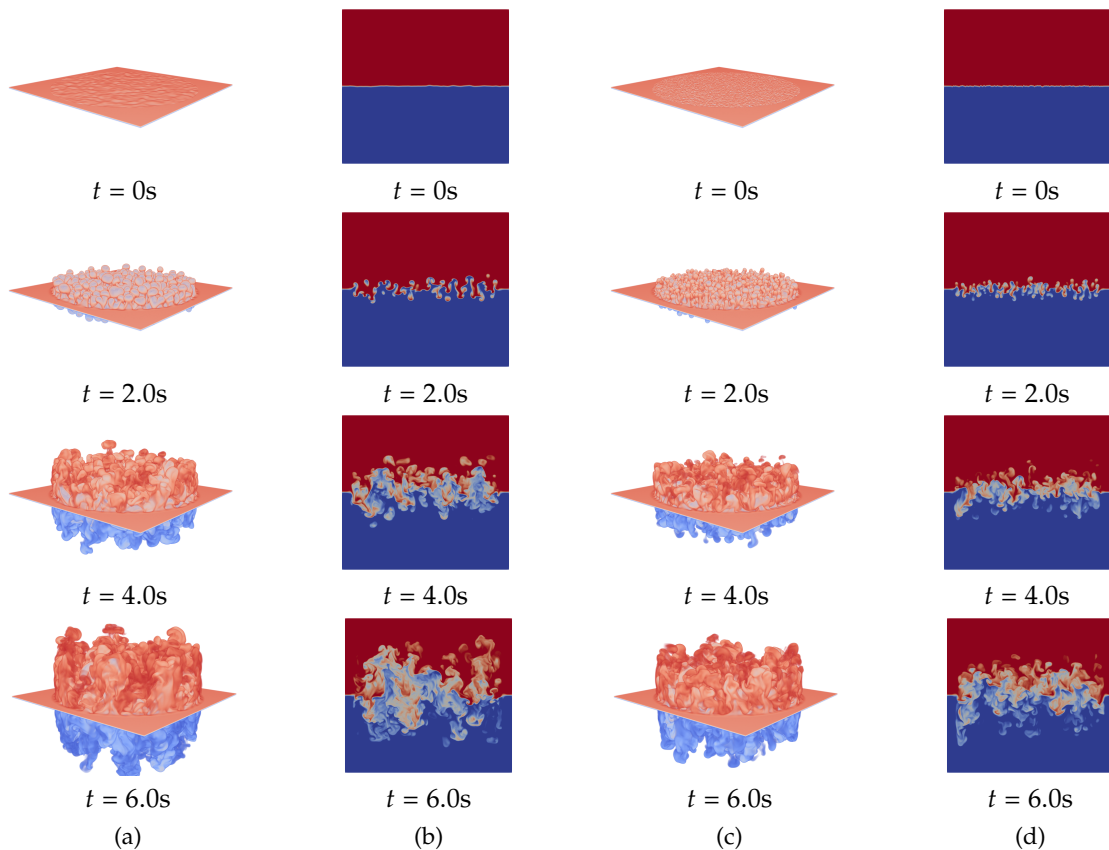 t = 0s t = 0s t = 0s t = 0s
t = 2.0s t = 2.0s t = 2.0s t = 2.0s
t = 4.0s t = 4.0s t = 4.0s t = 4.0s
t = 6.0s t = 6.0s t = 6.0s t = 6.0s
(a) (b) (c) (d)